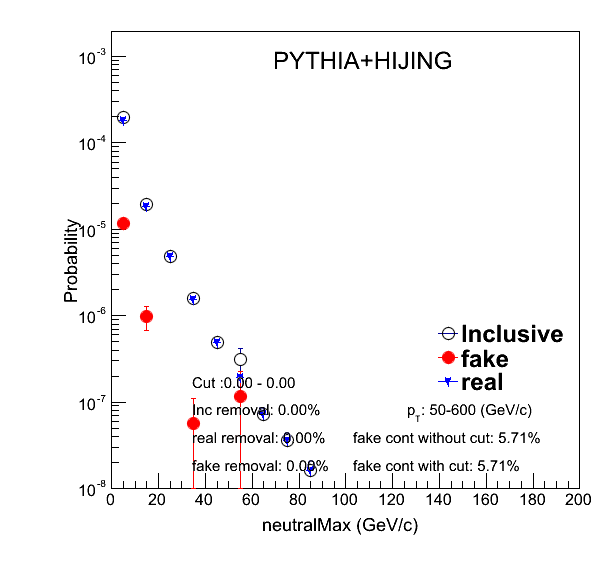 PYTHIA+HIJING
10^-3
10^-4
10^-5
10^-6
10^-7
10^-8
Probability
Inclusive
fake
real
Cut :0.00 - 0.00
Inc removal: 0.00%
p_T: 50-600 (GeV/c)
real removal: 0.00%
fake cont without cut: 5.71%
fake removal: 0.00%
fake cont with cut: 5.71%
0 20 40 60 80 100 120 140 160 180 200
neutralMax (GeV/c)